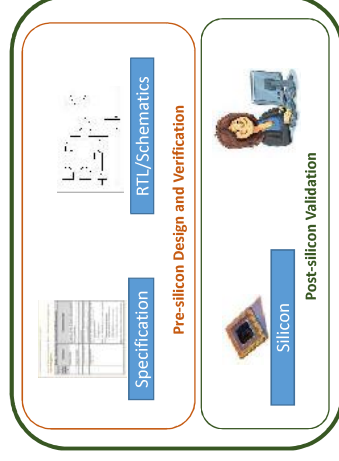 Specification
RTL/Schematics
Pre-silicon Design and Verification
Silicon
Post-silicon Validation